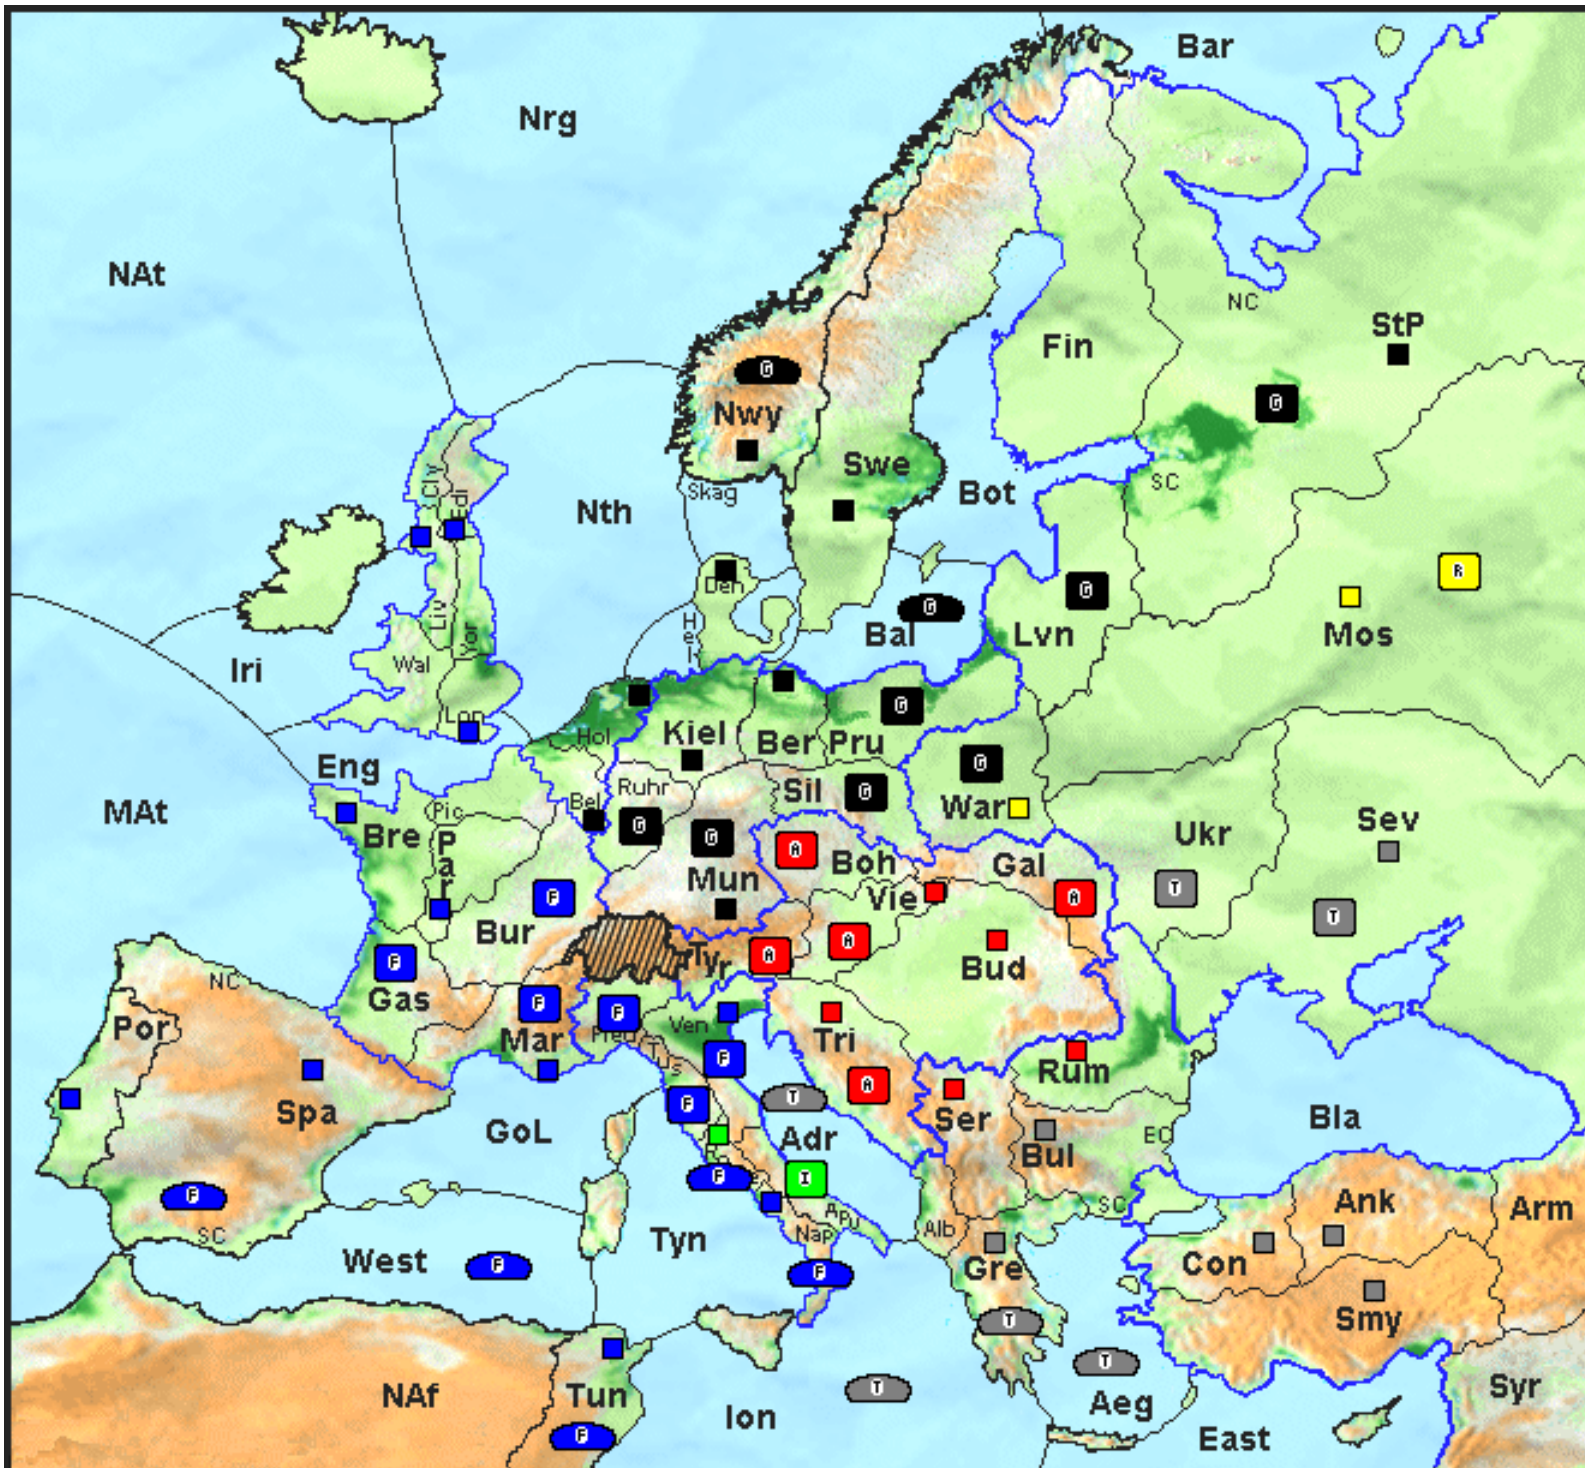 Bar
Nrg
NAt
NC
StP
Fin
G
G
Nwy
Swe
Skag
Bot
SC
Cly
Edi
Nth
Den
R
G
G
Bal
Lvn
Mos
Hel
Liv
Yor
Wal
Iri
Lon
G
Hol
Kiel
Ber
Pru
Eng
G
Ruhr
Sil
G
War
MAt
Bel
Pic
Bre
Par
G
G
A
Boh
Gal
Ukr
Sev
Mun
Vie
F
A
T
T
Bur
A
A
Tyr
Bud
F
Gas
NC
Por
F
F
Mar
Pied
Ven
Tri
Rum
Tus
F
A
Ser
Spa
F
T
GoL
Adr
Bul
EC
Bla
F
I
F
SC
Ank
Arm
SC
Apu
Nap
Alb
West
Tyn
F
F
Gre
Con
T
Smy
T
Aeg
NAf
Tun
T
Ion
Syr
F
East